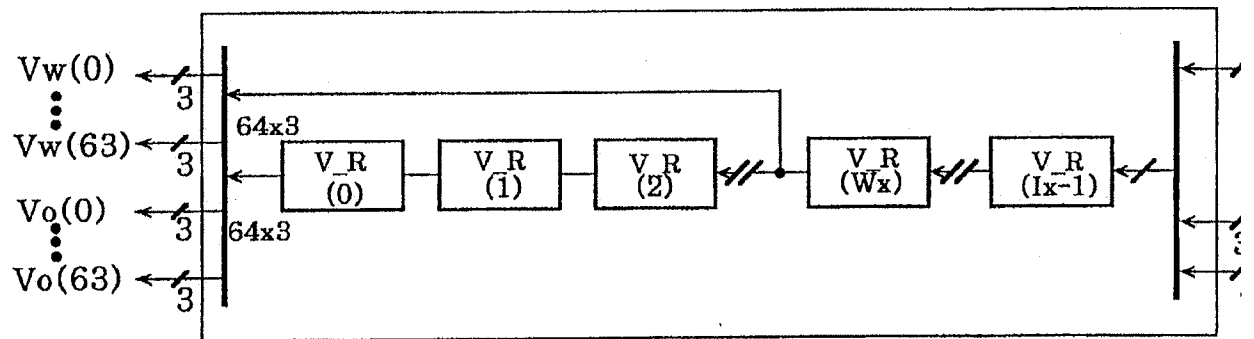 Vw(0)
3
Vw(63)
3
64x3
V_R
(0)
V_R
(1)
V_R
(2)
V_R
(Wx)
V_R
(Ix-1)
Vo(0)
3
64x3
Vo(63)
3
3